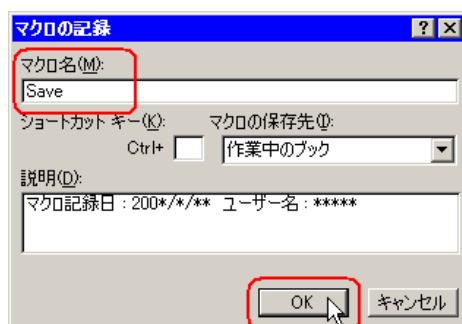 マクロの記録
マクロ名(M):
Save
ショートカット キー(K): マクロの保存先(I):
Ctrl+ 作業中のブック
説明(D):
マクロ記録日 : 200*/*/** ユーザー名 : *****
OK キャンセル